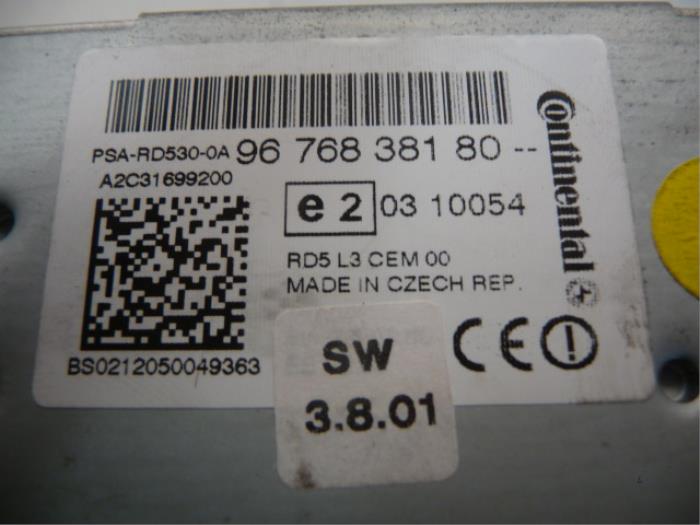 PSA-RD530-0A 96 768 381 80 --
A2C31699200
e2 03 10054
RD5 L3 CEM 00
MADE IN CZECH REP.
BS0212050049363
Continental
CE
SW
3.8.01